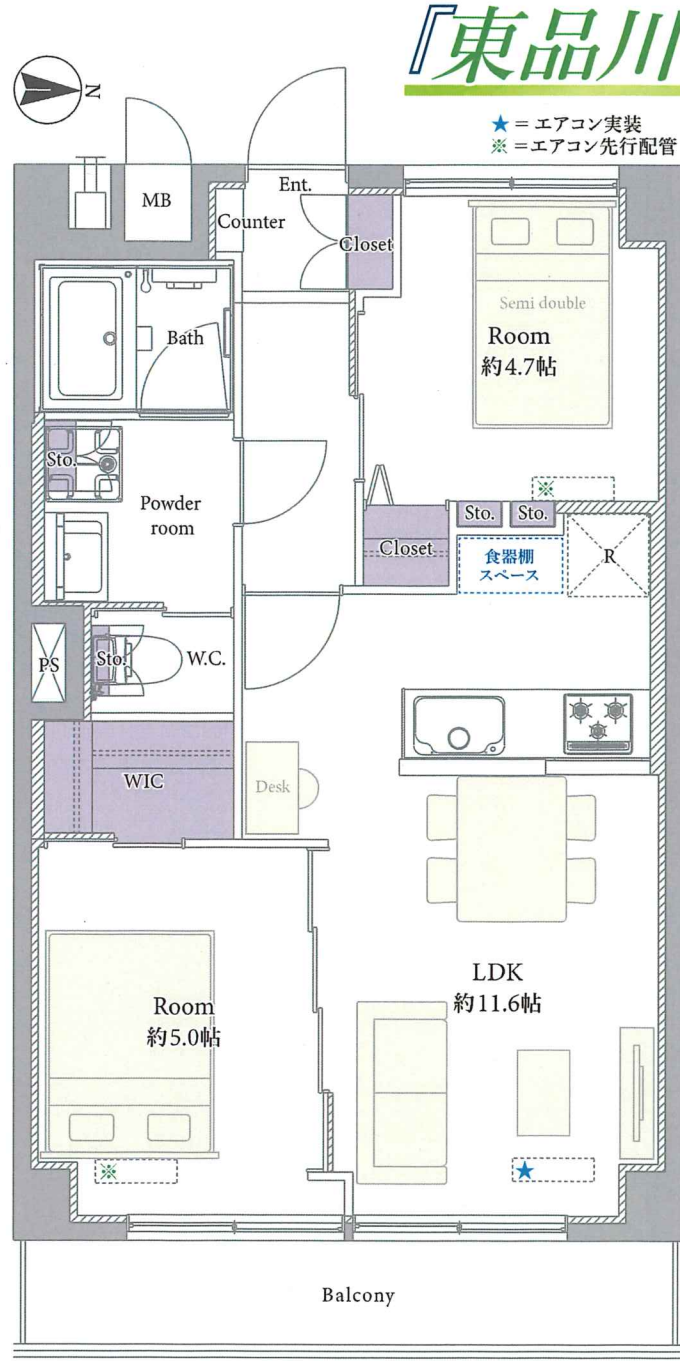 『東品川
N
★ = エアコン実装
※ =エアコン先行配管
MB
Ent.
Counter
Closet
Bath
Semi double
Room
約4.7帖
※
Sto.
Powder
room
Sto.
Sto.
Closet
食器棚
スペース
R
PS
Sto.
W.C.
WIC
Desk
LDK
約11.6帖
Room
約5.0帖
※
★
Balcony